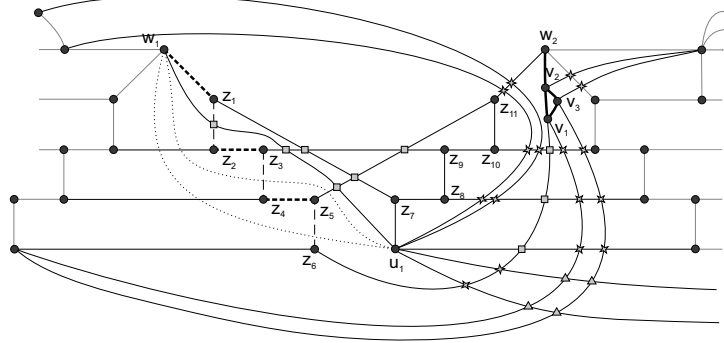 w₁ w₂
v₂
z₁ z₁₁ v₃
v₁
z₂ z₃ z₉ z₁₀
z₄ z₅ z₇ z₈
z₆ u₁